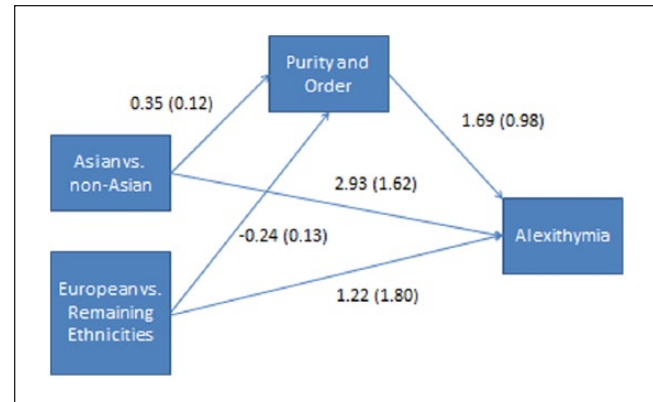 Purity and
Order
0.35 (0.12)
1.69 (0.98)
Asian vs.
non-Asian
2.93 (1.62)
-0.24 (0.13)
Alexithymia
European vs.
Remaining
Ethnicities
1.22 (1.80)